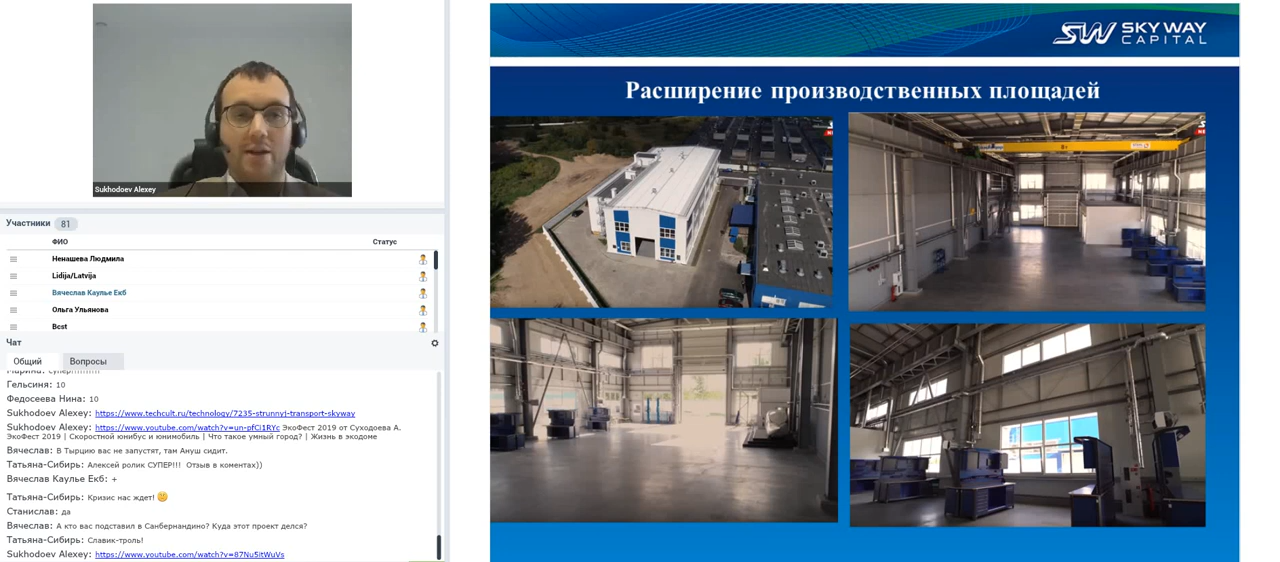 Sukhodoev Alexey
SW SKY WAY
CAPITAL
Расширение производственных площадей
Участники 81
ФИО Статус
Ненашева Людмила
Lidija/Latvija
Вячеслав Каулье Екб
Ольга Ульянова
Bcst
Чат
Общий Вопросы
Гельсиня: 10
Федосеева Нина: 10
Sukhodoev Alexey: https://www.techcult.ru/technology/7235-strunnyj-transport-skyway
Sukhodoev Alexey: https://www.youtube.com/watch?v=un-pfCi1RYc ЭкоФест 2019 от Суходоева А.
ЭкоФест 2019 | Скоростной юнибус и юнимобиль | Что такое умный город? | Жизнь в экодоме
Вячеслав: В Тырцию вас не запустят, там Ануш сидит.
Татьяна-Сибирь: Алексей ролик СУПЕР!!! Отзыв в коментах))
Вячеслав Каулье Екб: +
Татьяна-Сибирь: Кризис нас ждет!
Станислав: да
Вячеслав: А кто вас подставил в Санбернандино? Куда этот проект делся?
Татьяна-Сибирь: Славик-троль!
Sukhodoev Alexey: https://www.youtube.com/watch?v=87Nu5itWuVs